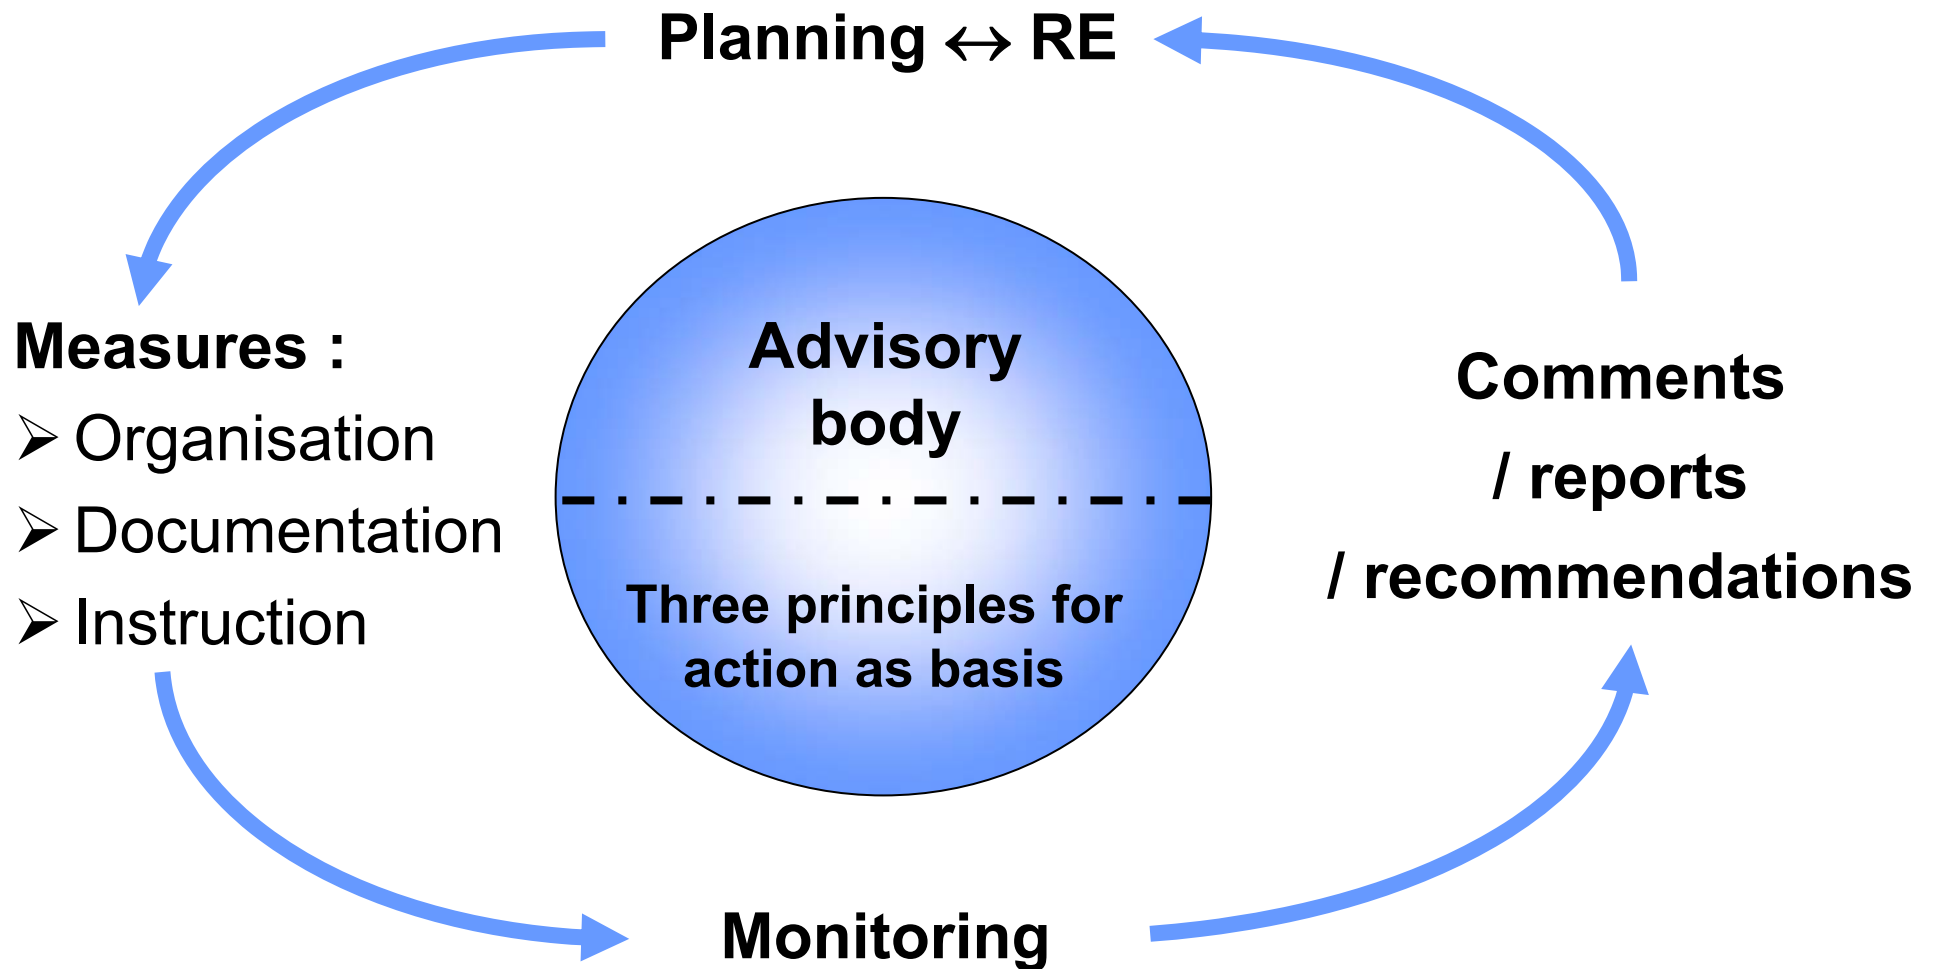 Planning ↔ RE
Measures :
➢ Organisation
➢ Documentation
➢ Instruction
Advisory
body
Three principles for
action as basis
Comments
/ reports
/ recommendations
Monitoring